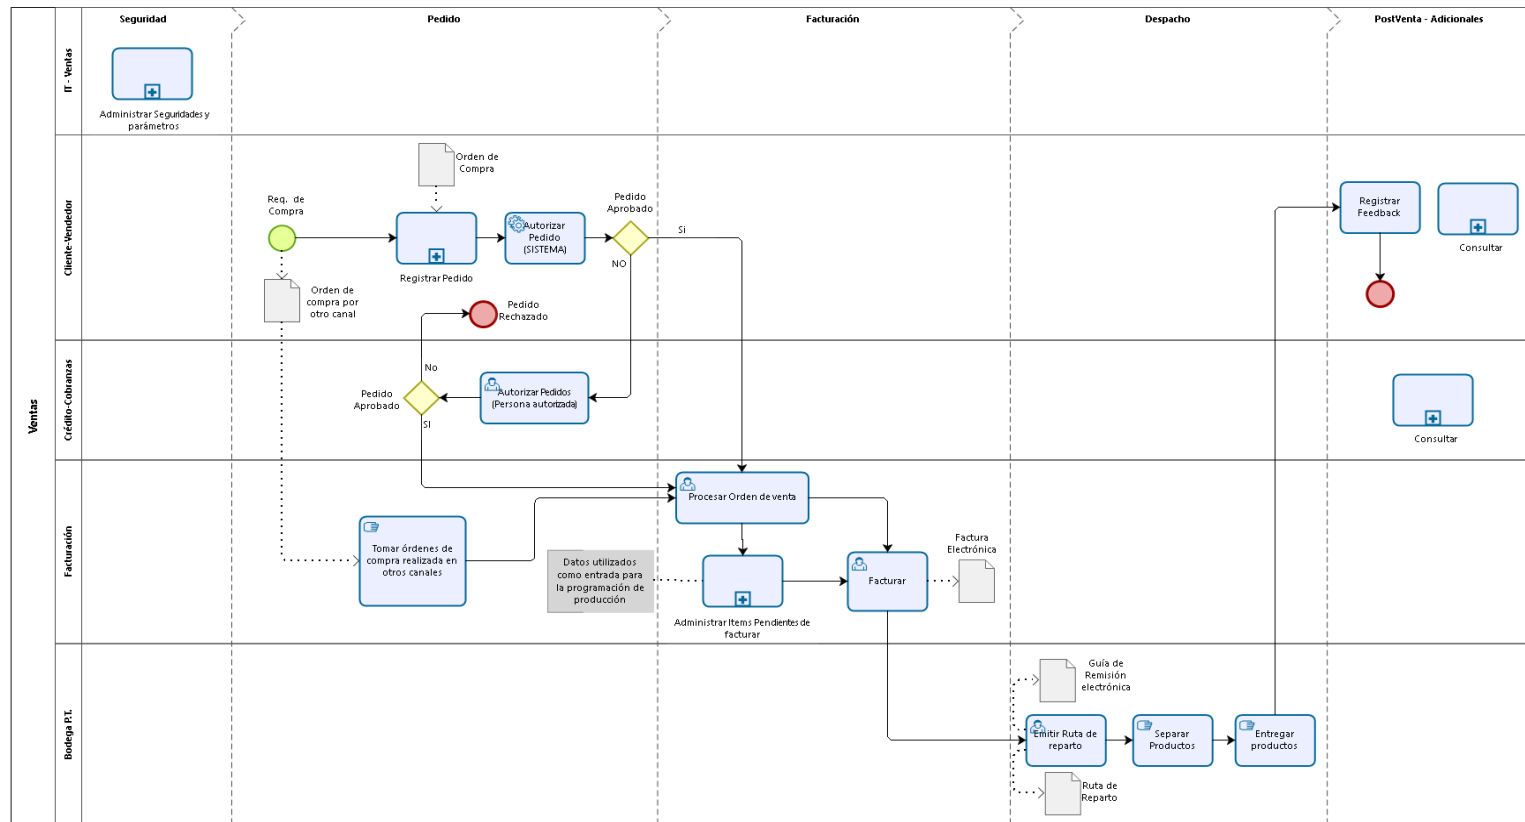 Seguridad
Pedido
Facturación
Despacho
PostVenta - Adicionales
Ventas
IT - Ventas
Administrar Seguridades y
parámetros
Cliente-Vendedor
Orden de
Compra
Req. de
Compra
Registrar Pedido
Autorizar
Pedido
(SISTEMA)
Pedido
Aprobado
Si
NO
Orden de
compra por
otro canal
Pedido
Rechazado
Registrar
Feedback
Consultar
Crédito-Cobranzas
No
Pedido
Aprobado
SI
Autorizar Pedidos
(Persona autorizada)
Consultar
Facturación
Procesar Orden de venta
Tomar órdenes de
compra realizada en
otros canales
Datos utilizados
como entrada para
la programación de
producción
Administrar Items Pendientes de
facturar
Facturar
Factura
Electrónica
Bodega P.T.
Guía de
Remisión
electrónica
Emitir Ruta de
reparto
Separar
Productos
Entregar
productos
Ruta de
Reparto